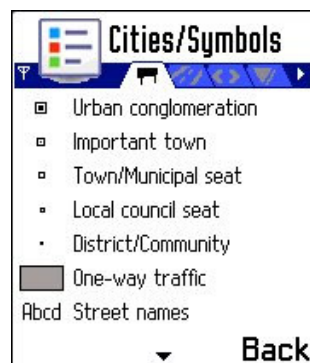 Cities/Symbols
Urban conglomeration
Important town
Town/Municipal seat
Local council seat
District/Community
One-way traffic
Abcd Street names
Back